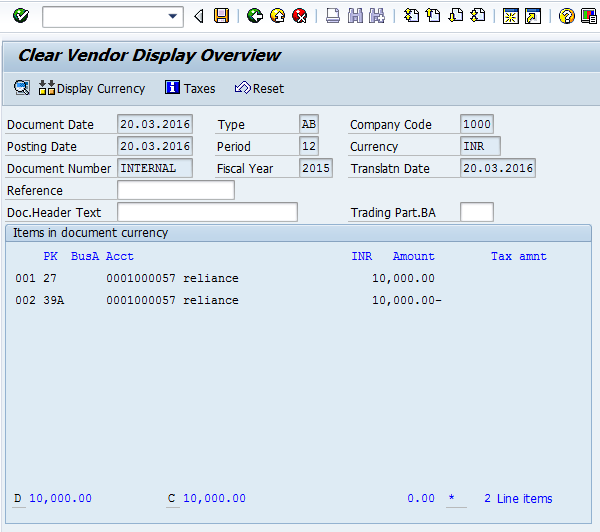 Clear Vendor Display Overview
Display Currency Taxes Reset
Document Date 20.03.2016 Type AB Company Code 1000
Posting Date 20.03.2016 Period 12 Currency INR
Document Number INTERNAL Fiscal Year 2015 Translatn Date 20.03.2016
Reference
Doc.Header Text Trading Part.BA
Items in document currency
PK BusA Acct INR Amount Tax amnt
001 27 0001000057 reliance 10,000.00
002 39A 0001000057 reliance 10,000.00-
D 10,000.00 C 10,000.00 0.00 * 2 Line items